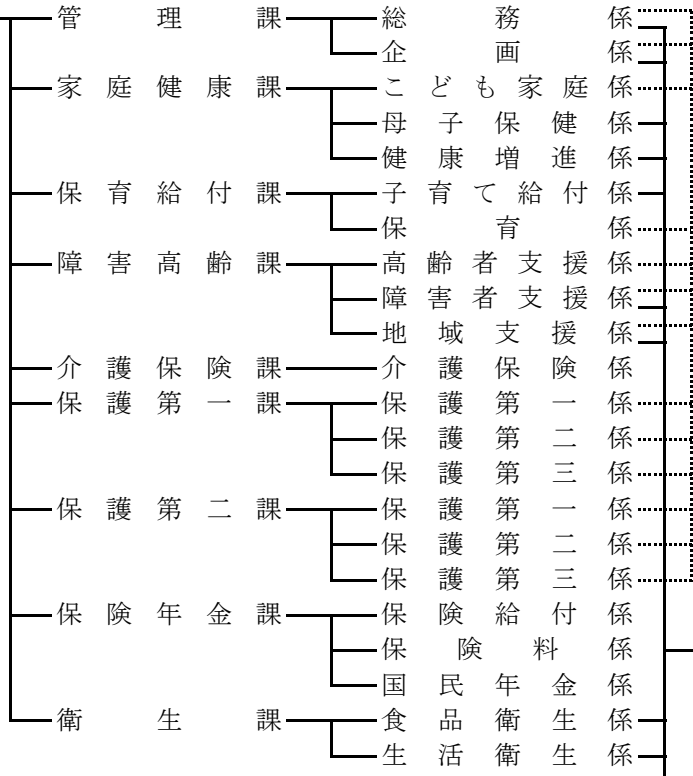 管理課 総務係
企画係
家庭健康課 こども家庭係
母子保健係
健康増進係
保育給付課 子育て給付係
保育係
障害高齢課 高齢者支援係
障害者支援係
地域支援係
介護保険課 介護保険係
保護第一課 保護第一係
保護第二係
保護第三係
保護第二課 保護第一係
保護第二係
保護第三係
保険年金課 保険給付係
保険料係
国民年金係
衛生課 食品衛生係
生活衛生係